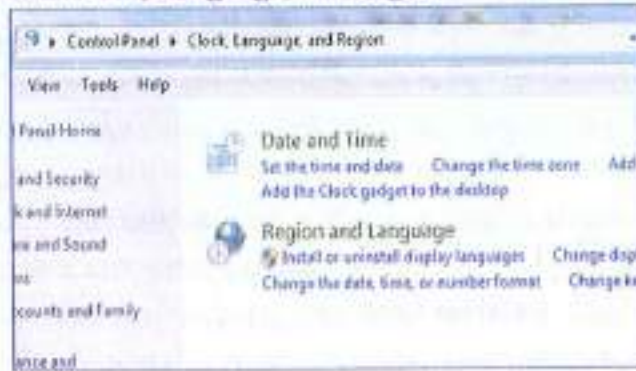 Control Panel ▸ Clock, Language, and Region
View Tools Help
Panel Home
and Security
k and Internet
re and Sound
ms
ccounts and Family
ance and
Date and Time
Set the time and date Change the time zone Add
Add the Clock gadget to the desktop
Region and Language
Install or uninstall display languages Change disp
Change the date, time, or number format Change ke